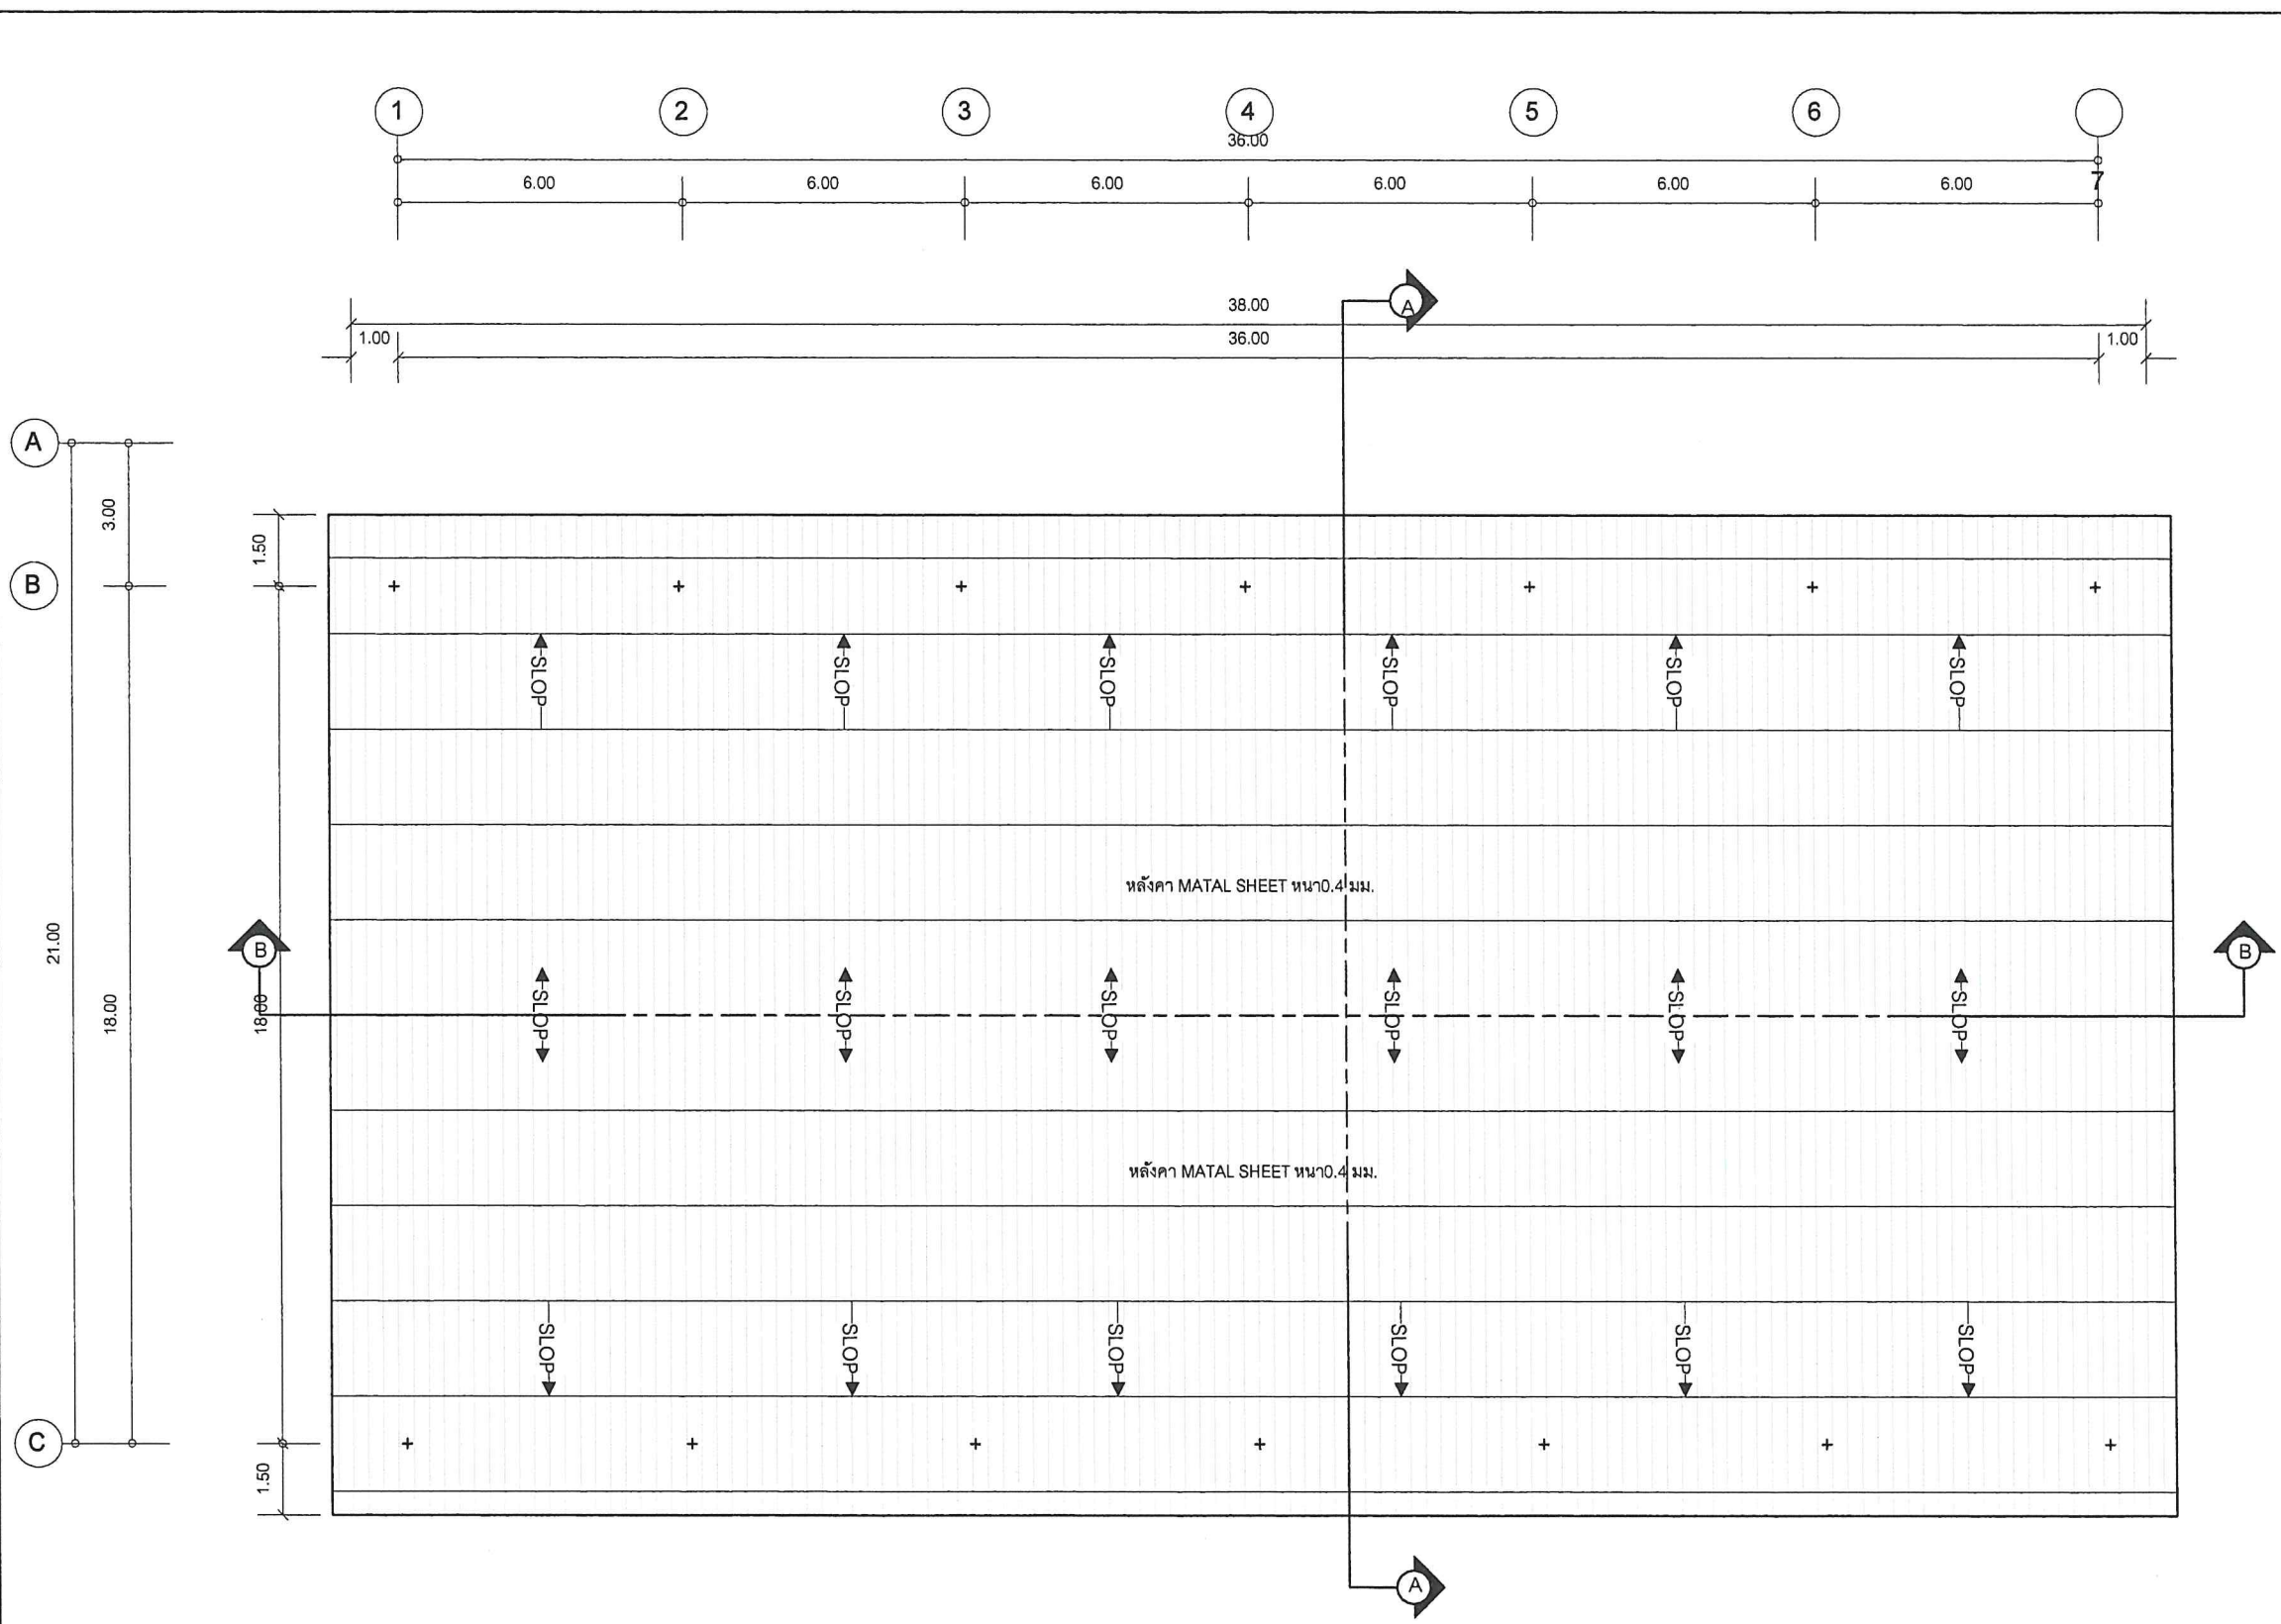 1 2 3 4 5 6
36.00
6.00 6.00 6.00 6.00 6.00 6.00 7
38.00 A
1.00 36.00 1.00
A
3.00
1.50
B
SLOP SLOP SLOP SLOP SLOP SLOP
หลังคา MATAL SHEET หนา0.4 มม.
21.00
B B
18.00 18.00
SLOP SLOP SLOP SLOP SLOP SLOP
หลังคา MATAL SHEET หนา0.4 มม.
SLOP SLOP SLOP SLOP SLOP SLOP
C
1.50
A